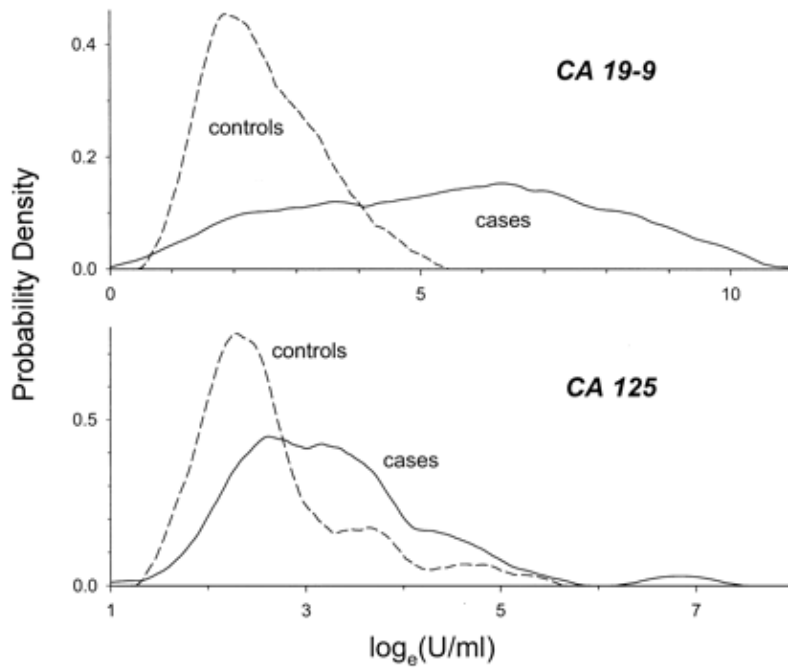 Probability Density
0.4
0.2
0.0
CA 19-9
controls
cases
0
5
10
0.5
0.0
controls
CA 125
cases
1
3
5
7
logₑ(U/ml)